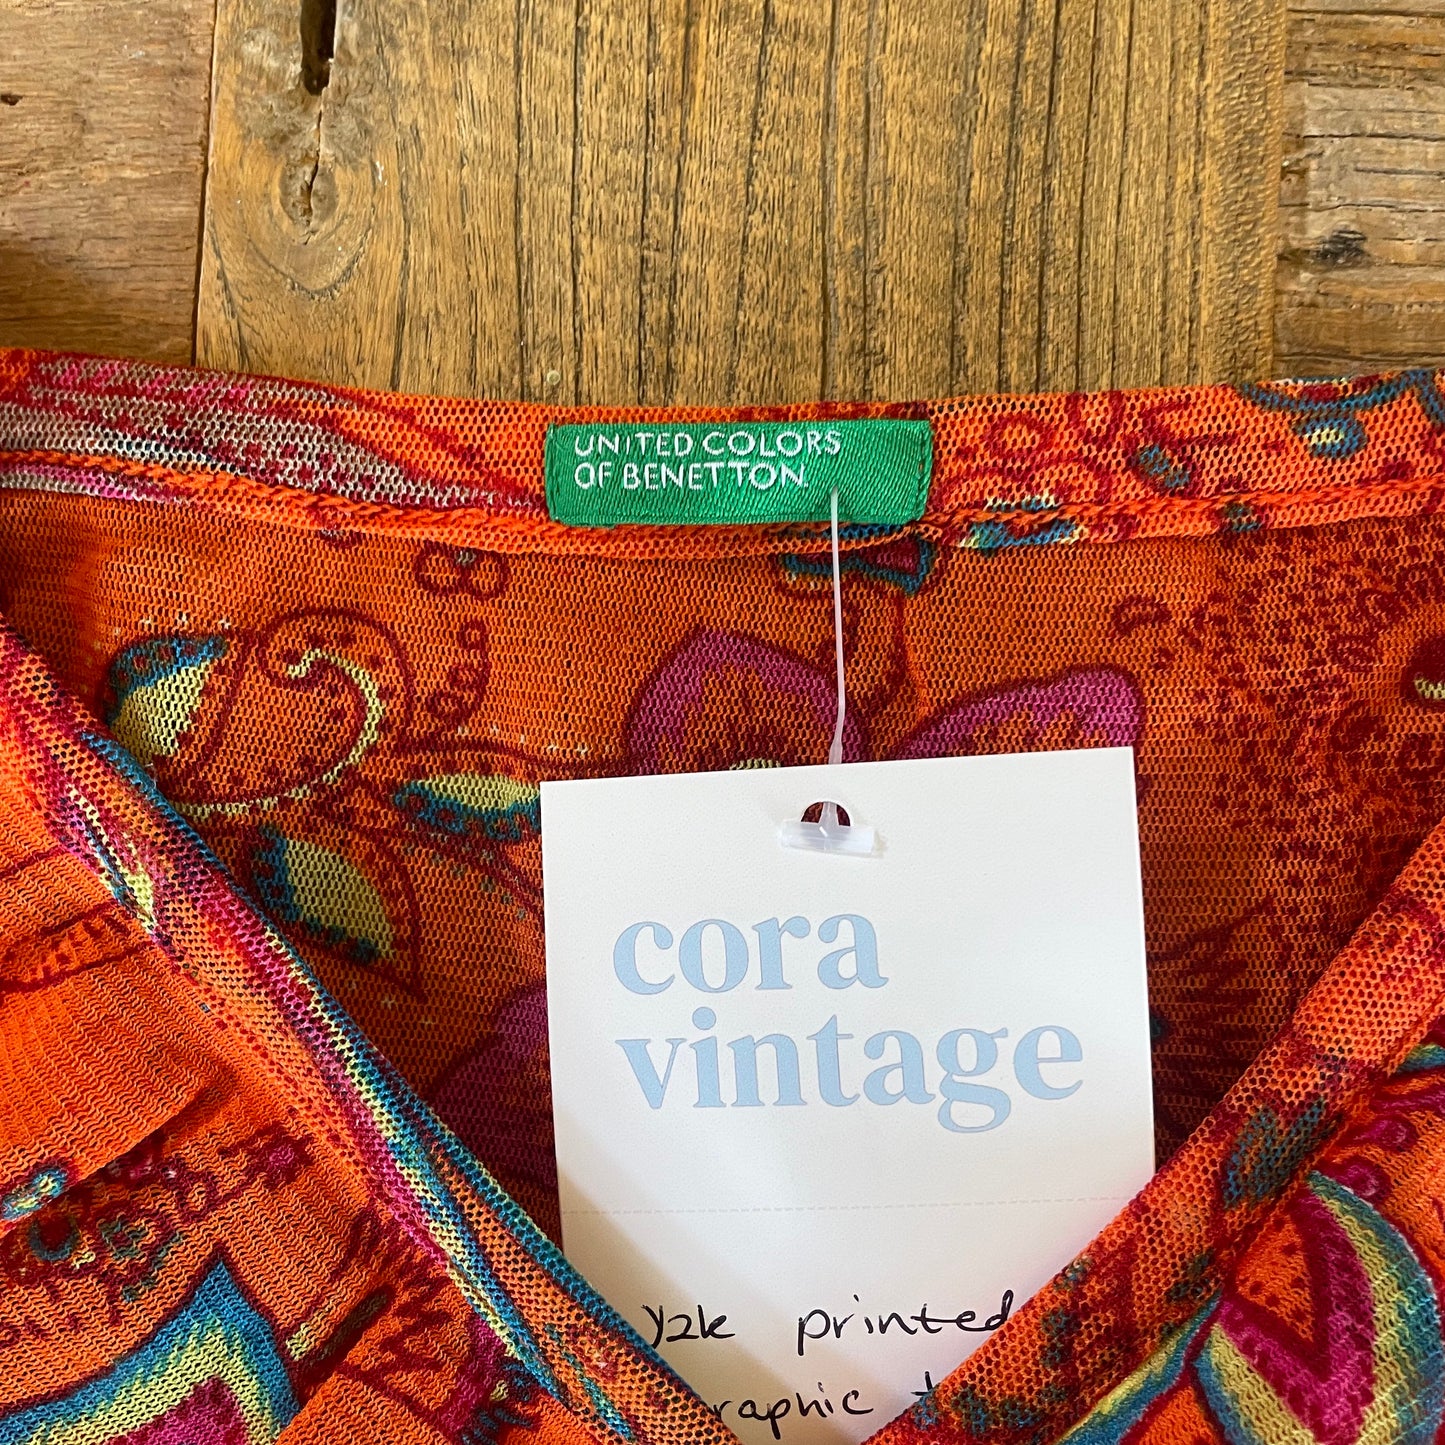 UNITED COLORS
OF BENETTON.
cora
vintage
y2k printed